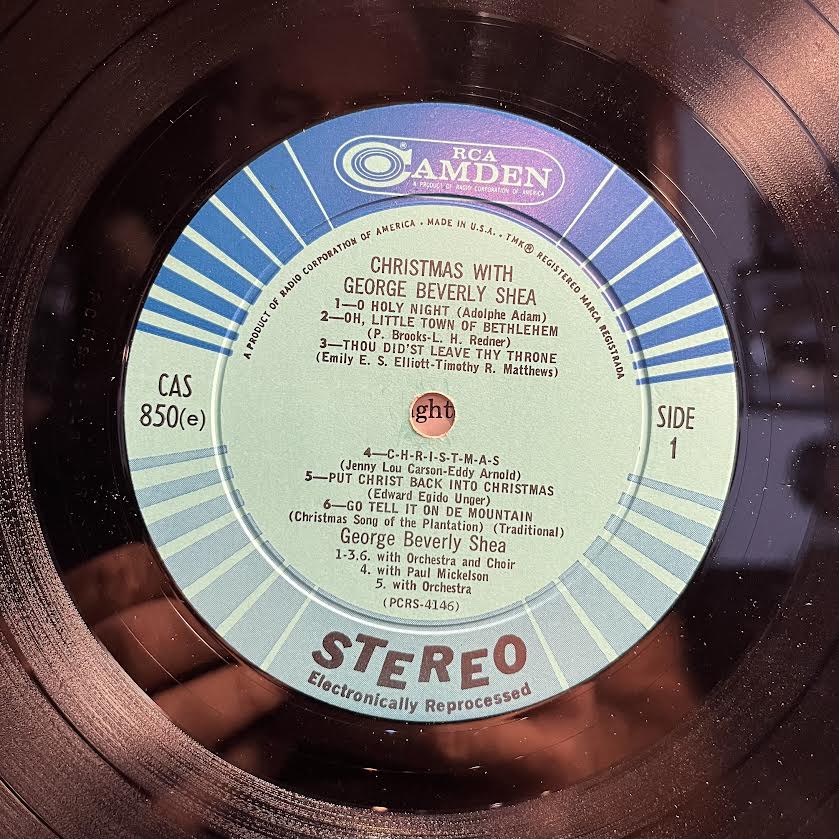 RCA
CAMDEN
A PRODUCT OF RADIO CORPORATION OF AMERICA
A PRODUCT OF RADIO CORPORATION OF AMERICA • MADE IN U.S.A. • TMK® REGISTERED MARCA REGISTRADA
CHRISTMAS WITH
GEORGE BEVERLY SHEA
1—O HOLY NIGHT (Adolphe Adam)
2—OH, LITTLE TOWN OF BETHLEHEM
(P. Brooks-L. H. Redner)
3—THOU DID'ST LEAVE THY THRONE
(Emily E. S. Elliott-Timothy R. Matthews)
CAS
850(e)
ght
SIDE
1
4—C-H-R-I-S-T-M-A-S
(Jenny Lou Carson-Eddy Arnold)
5—PUT CHRIST BACK INTO CHRISTMAS
(Edward Egido Unger)
6—GO TELL IT ON DE MOUNTAIN
(Christmas Song of the Plantation) (Traditional)
George Beverly Shea
1-3.6. with Orchestra and Choir
4. with Paul Mickelson
5. with Orchestra
(PCRS-4146)
STEREO
Electronically Reprocessed